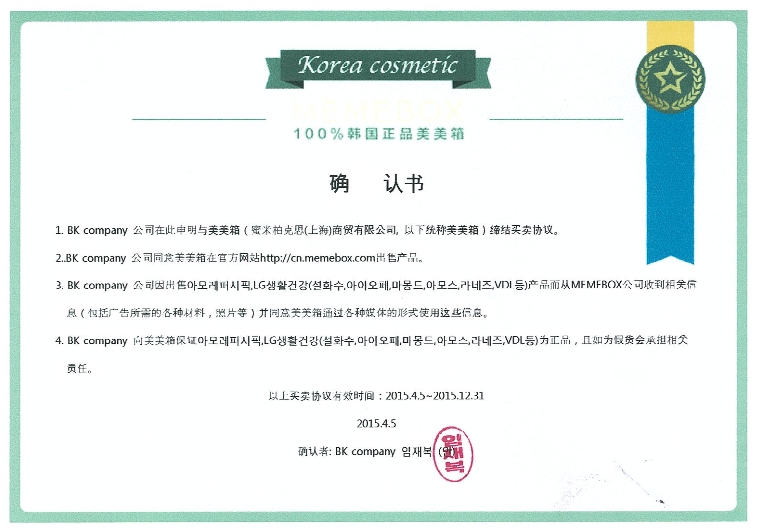 Korea cosmetic
MEMEBOX
100%韩国正品美美箱
确 认书
1. BK company 公司在此申明与美美箱（蜜米柏克思(上海)商贸有限公司, 以下统称美美箱）缔结买卖协议。
2..BK company 公司同意美美箱在官方网站http://cn.memebox.com出售产品。
3. BK company 公司因出售아모레퍼시픽,LG생활건강(설화수,아이오페,마몽드,아모스,라네즈,VDL등)产品而从MEMEBOX公司收到相关信
息（包括广告所需的各种材料，照片等）并同意美美箱通过各种媒体的形式使用这些信息。
4. BK company 向美美箱保证아모레퍼시픽,LG생활건강(설화수,아이오페,마몽드,아모스,라네즈,VDL등)为正品，且如为假货会承担相关
责任。
以上买卖协议有效时间：2015.4.5~2015.12.31
2015.4.5
确认者: BK company 임재복 (인)
임재복